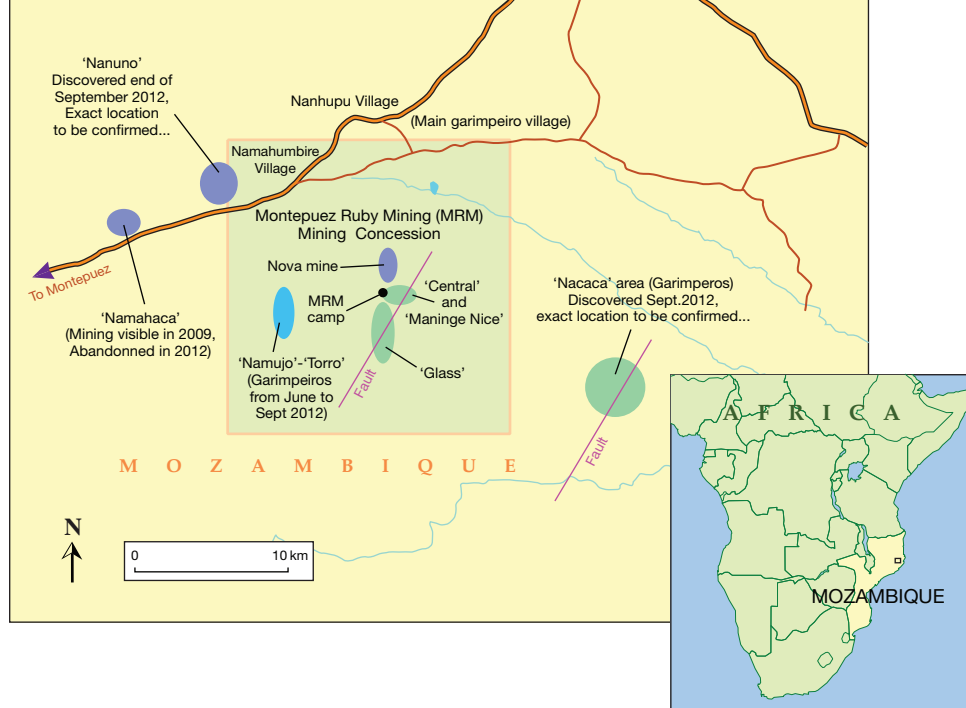 ‘Nanuno’
Discovered end of
September 2012,
Exact location
to be confirmed...
Nanhupu Village
(Main garimpeiro village)
Namahumbire
Village
Montepuez Ruby Mining (MRM)
Mining Concession
To Montepuez
Nova mine
‘Namahaca’
(Mining visible in 2009,
Abandonned in 2012)
MRM
camp
‘Central’
and
‘Maninge Nice’
‘Nacaca’ area (Garimperos)
Discovered Sept.2012,
exact location to be confirmed...
‘Namujo’-‘Torro’
(Garimpeiros
from June to
Sept 2012)
Fault
‘Glass’
Fault
MOZAMBIQUE
N
0 10 km
AFRICA
MOZAMBIQUE